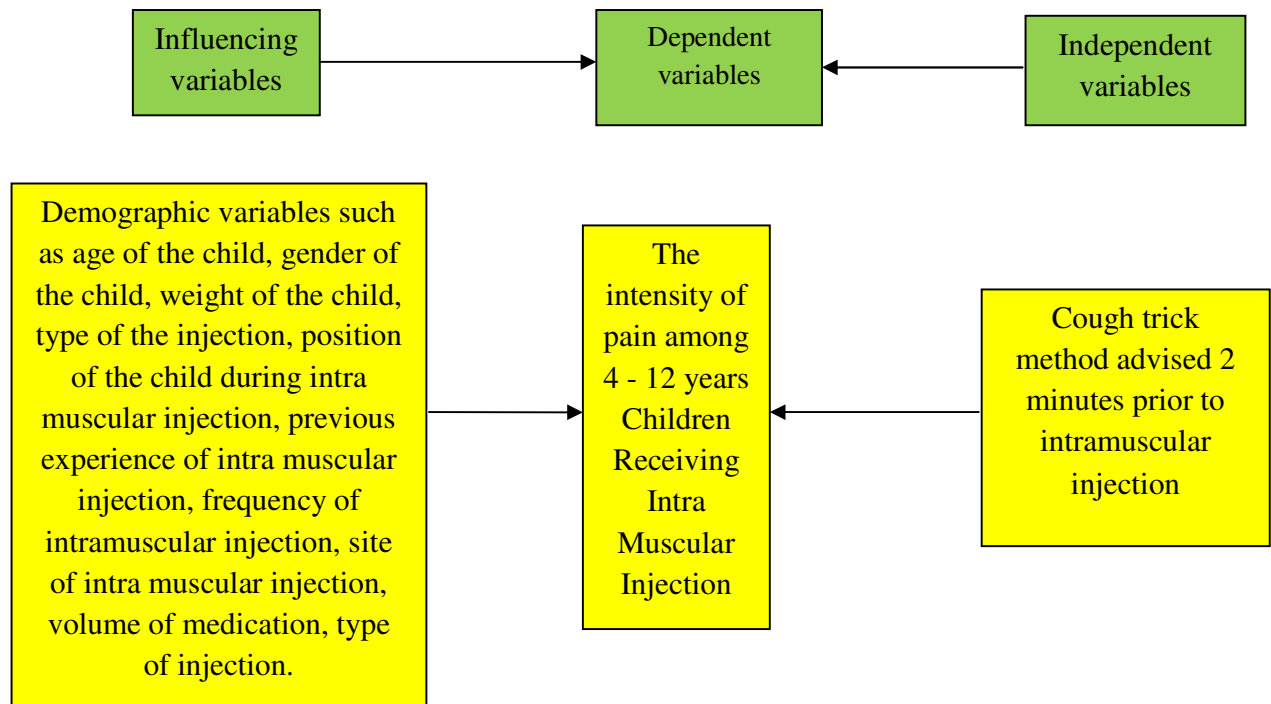 Influencing
variables
Dependent
variables
Independent
variables
Demographic variables such
as age of the child, gender of
the child, weight of the child,
type of the injection, position
of the child during intra
muscular injection, previous
experience of intra muscular
injection, frequency of
intramuscular injection, site
of intra muscular injection,
volume of medication, type
of injection.
The
intensity of
pain among
4 - 12 years
Children
Receiving
Intra
Muscular
Injection
Cough trick
method advised 2
minutes prior to
intramuscular
injection